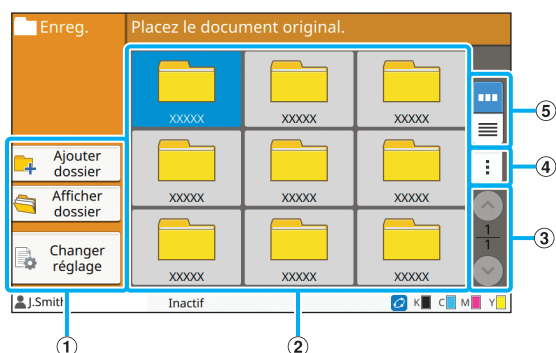 Enreg.
Placez le document original.
XXXXX XXXXX XXXXX
XXXXX XXXXX XXXXX
XXXXX XXXXX XXXXX
Ajouter
dossier
Afficher
dossier
Changer
réglage
1
1
J.Smith
Inactif
K C M Y
5
4
3
1
2